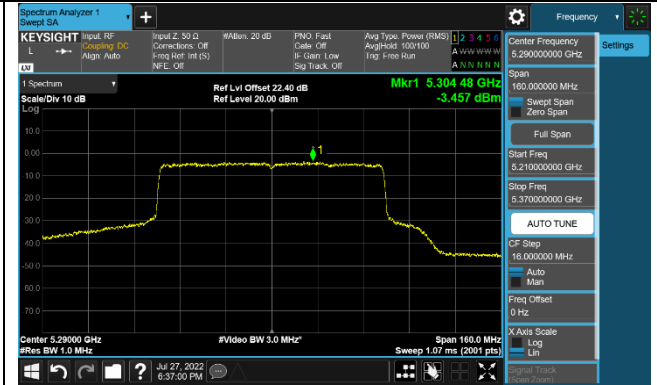 Spectrum Analyzer 1
Swept SA
+
Frequency
KEYSIGHT
L
LXI
Input: RF
Coupling: DC
Align: Auto
Input Z: 50 Ω
Corrections: Off
Freq Ref: Int (S)
NFE: Off
#Atten: 20 dB
PNO: Fast
Gate: Off
IF Gain: Low
Sig Track: Off
Avg Type: Power (RMS)
Avg|Hold: 100/100
Trig: Free Run
1 2 3 4 5 6
A W W W W W
A N N N N N
1 Spectrum
Scale/Div 10 dB
Log
Ref Lvl Offset 22.40 dB
Ref Level 20.00 dBm
Mkr1 5.304 48 GHz
-3.457 dBm
10.0
0.00
1
-10.0
-20.0
-30.0
-40.0
-50.0
-60.0
-70.0
Center 5.29000 GHz
#Res BW 1.0 MHz
#Video BW 3.0 MHz*
Span 160.0 MHz
Sweep 1.07 ms (2001 pts)
Jul 27, 2022
6:37:00 PM
?
Center Frequency
5.290000000 GHz
Settings
Span
160.000000 MHz
Swept Span
Zero Span
Full Span
Start Freq
5.210000000 GHz
Stop Freq
5.370000000 GHz
AUTO TUNE
CF Step
16.000000 MHz
Auto
Man
Freq Offset
0 Hz
X Axis Scale
Log
Lin
Signal Track
(Span Zoom)